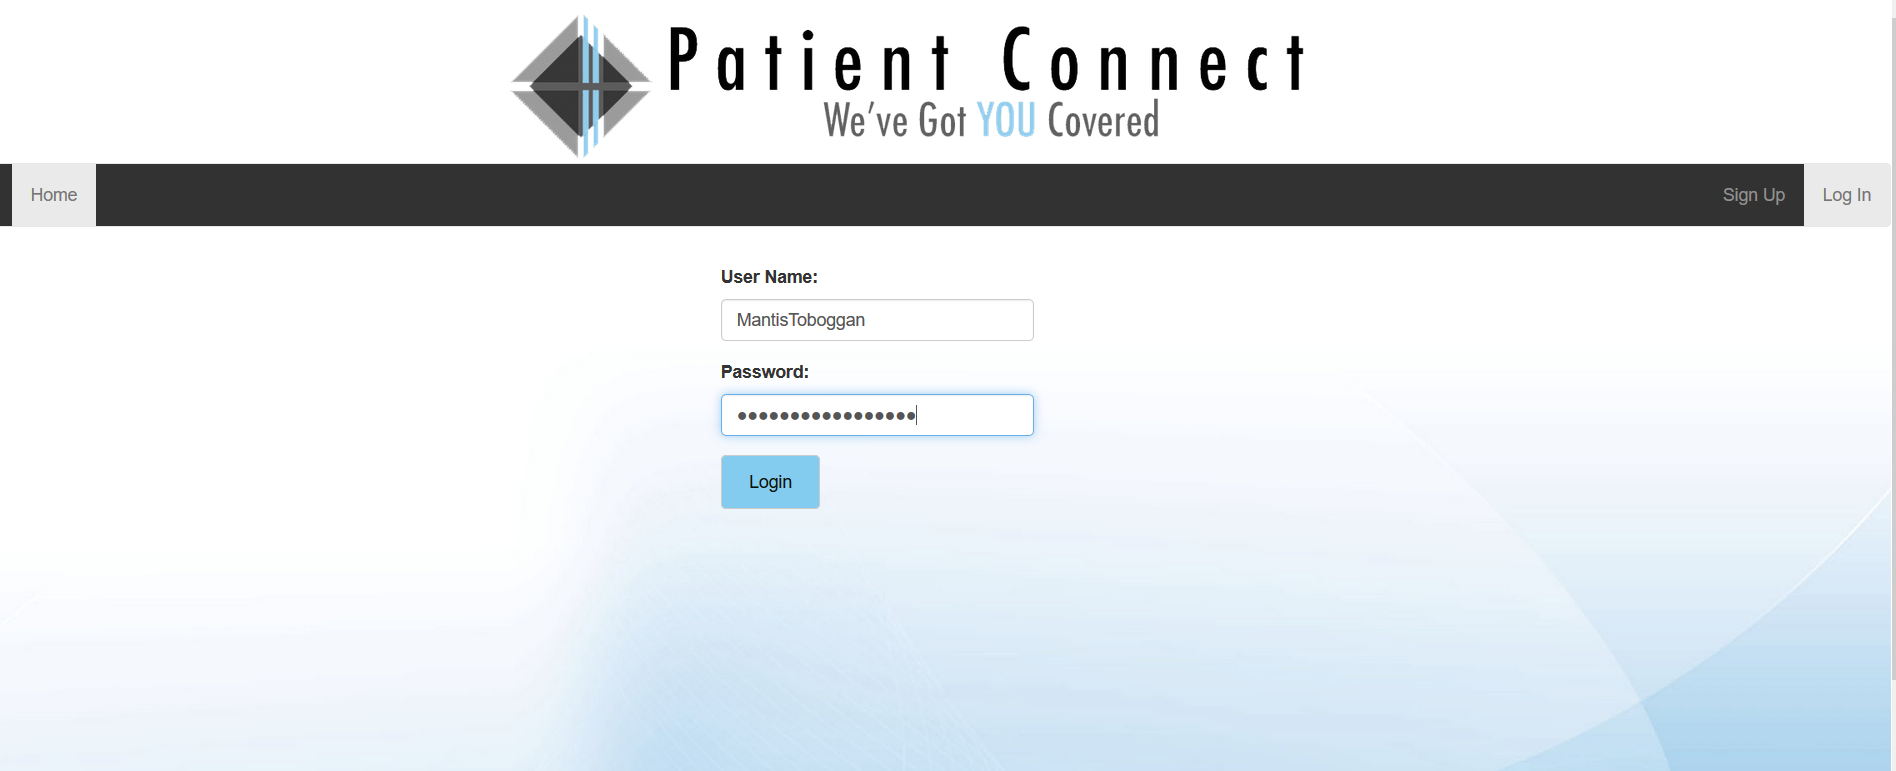 Patient Connect
We've Got YOU Covered
Home
Sign Up
Log In
User Name:
MantisToboggan
Password:
•••••••••••••••••
Login